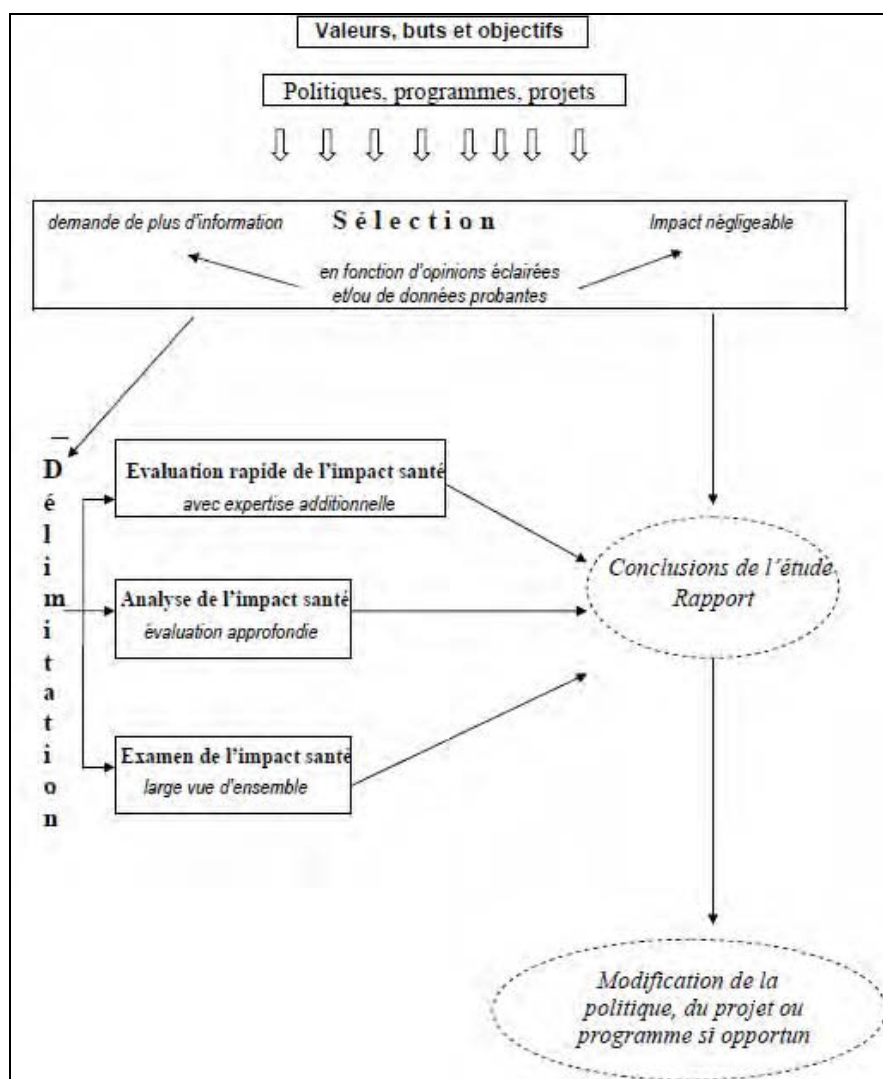 Valeurs, buts et objectifs
Politiques, programmes, projets
demande de plus d'information
Sélection
Impact négligeable
en fonction d'opinions éclairées
et/ou de données probantes
Délimitation
Evaluation rapide de l'impact santé
avec expertise additionnelle
Analyse de l'impact santé
évaluation approfondie
Examen de l'impact santé
large vue d'ensemble
Conclusions de l'étude
Rapport
Modification de la
politique, du projet ou
programme si opportun